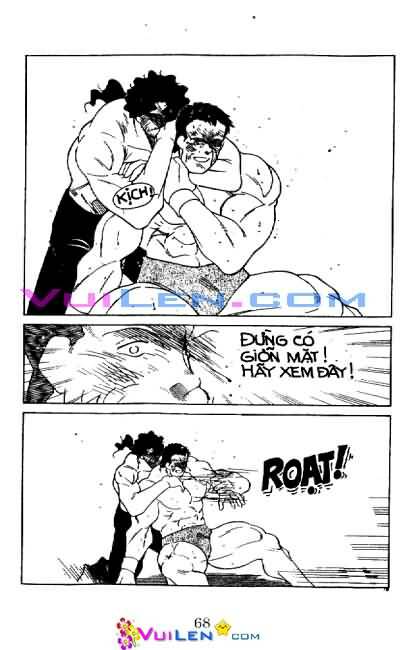 KỊCH!
VUILEN.COM
ĐỪNG CÓ
GIỠN MẶT!
HÃY XEM ĐÂY!
ROẠT!
68
VUILEN.COM